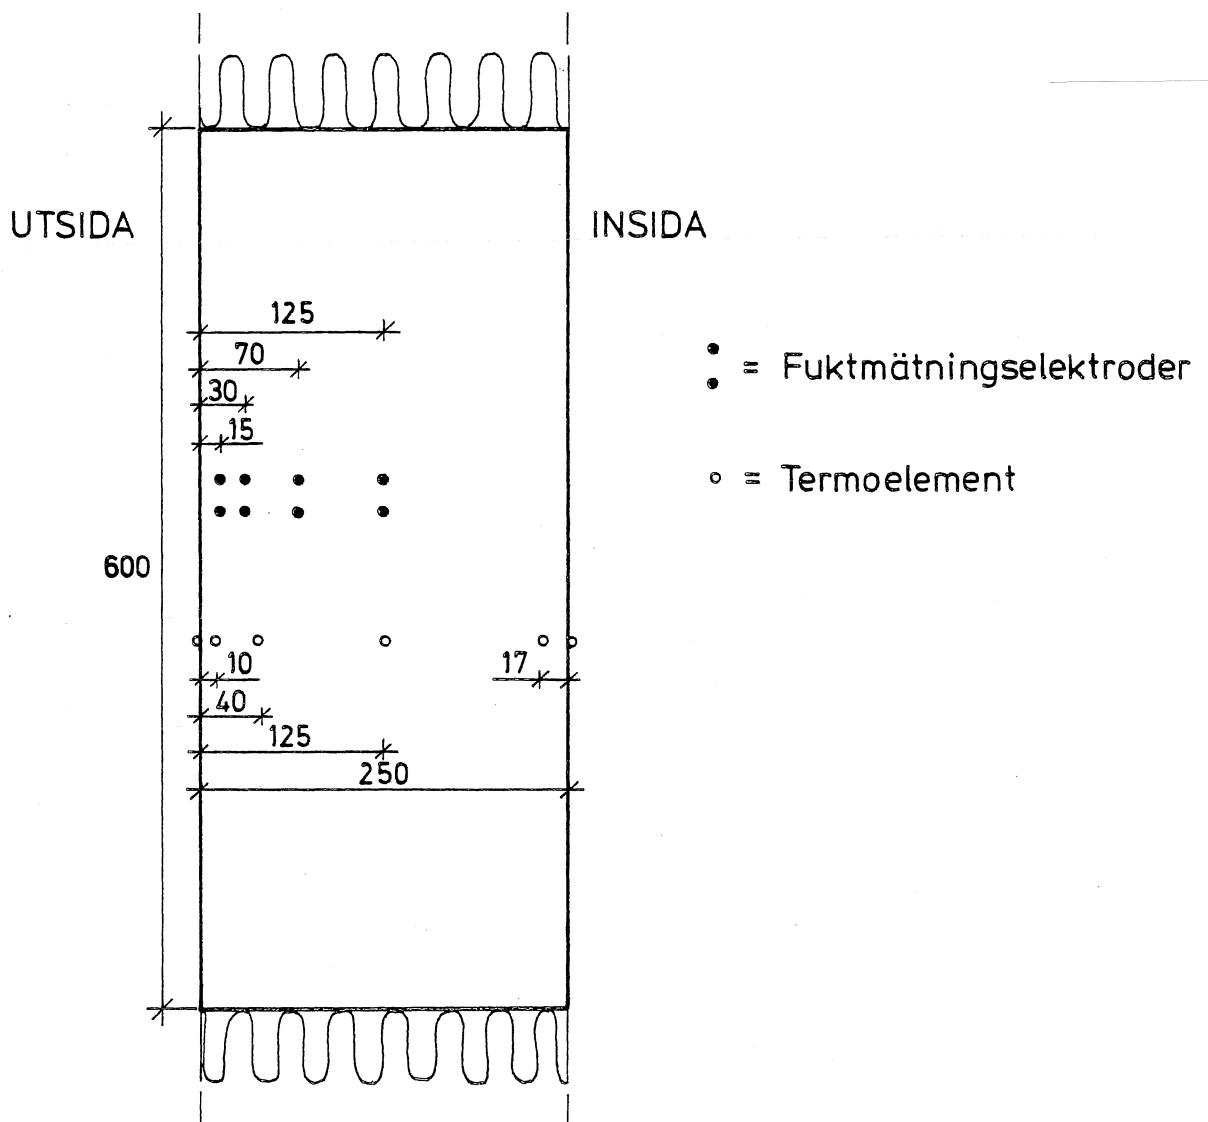 UTSIDA
INSIDA
125
70
30
15
= Fuktmätningselektroder
= Termoelement
600
10
17
40
125
250